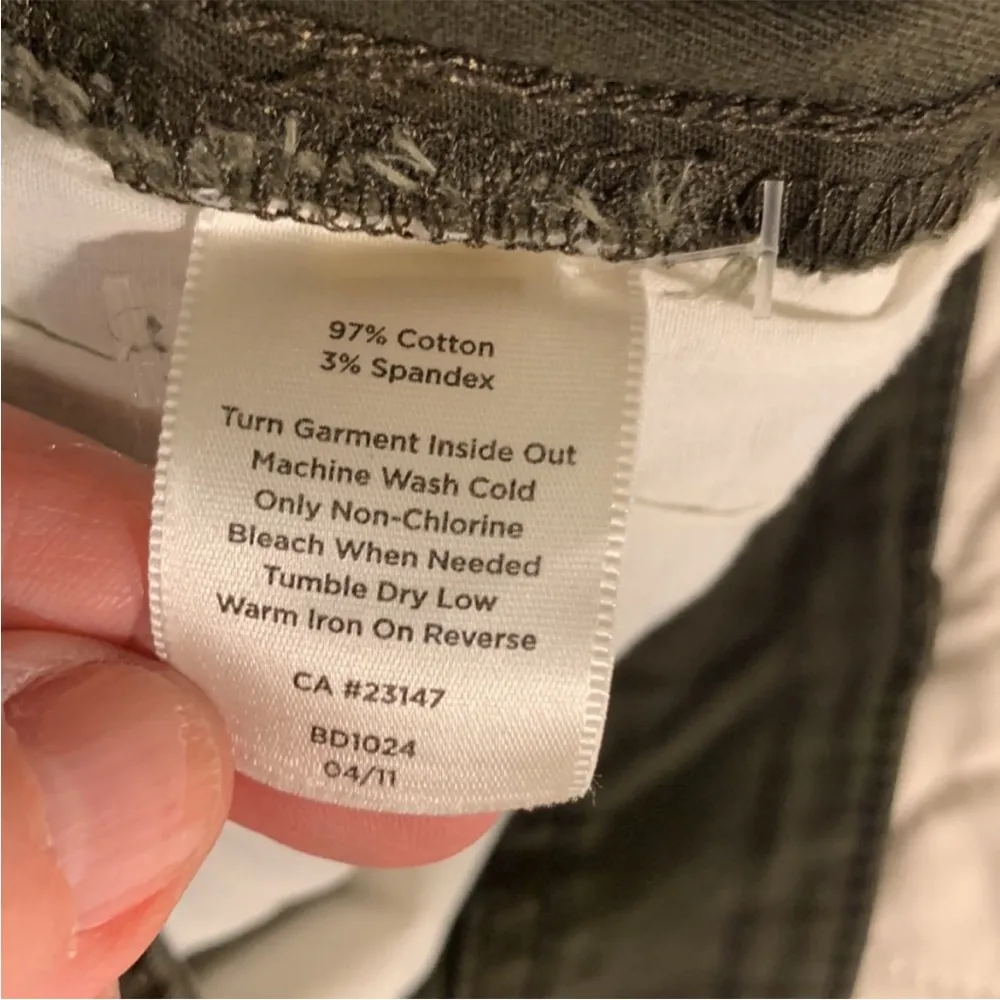 97% Cotton
3% Spandex
Turn Garment Inside Out
Machine Wash Cold
Only Non-Chlorine
Bleach When Needed
Tumble Dry Low
Warm Iron On Reverse
CA #23147
BD1024
04/11